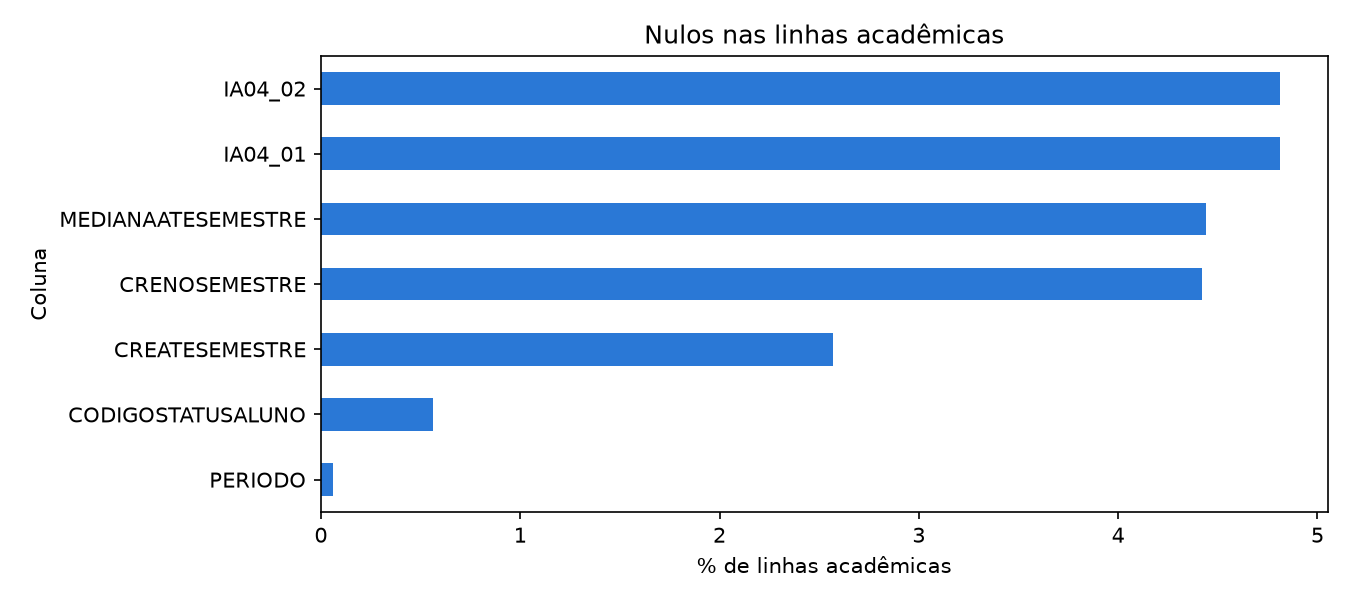 Nulos nas linhas acadêmicas
IA04_02
IA04_01
MEDIANAATESEMESTRE
CRENOSEMESTRE
CREATESEMESTRE
CODIGOSTATUSALUNO
PERIODO
Coluna
0 1 2 3 4 5
% de linhas acadêmicas